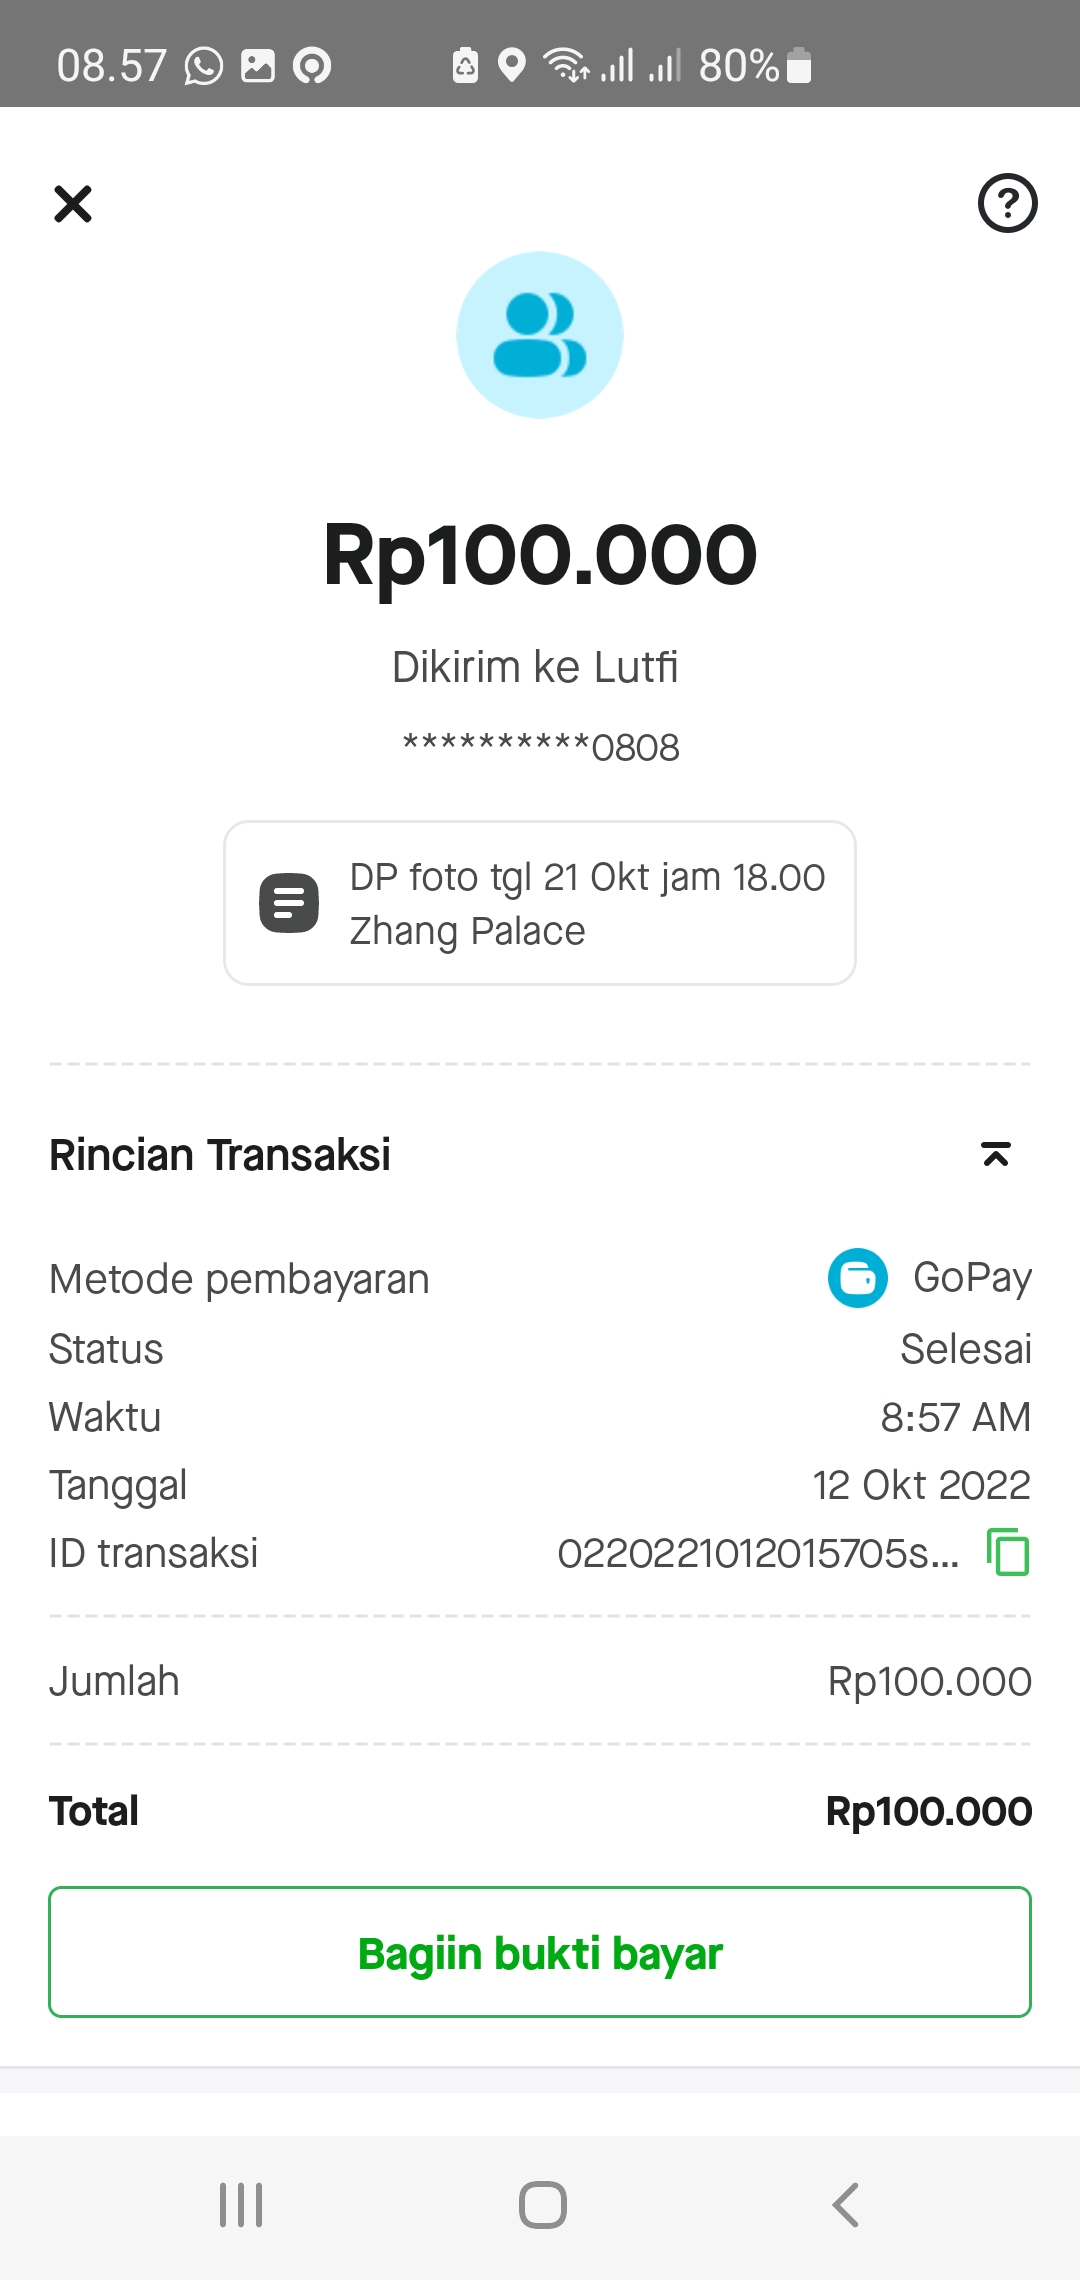 08.57 80%
?
Rp100.000
Dikirim ke Lutfi
**********0808
DP foto tgl 21 Okt jam 18.00
Zhang Palace
Rincian Transaksi
Metode pembayaran GoPay
Status Selesai
Waktu 8:57 AM
Tanggal 12 Okt 2022
ID transaksi 0220221012015705s...
Jumlah Rp100.000
Total Rp100.000
Bagiin bukti bayar